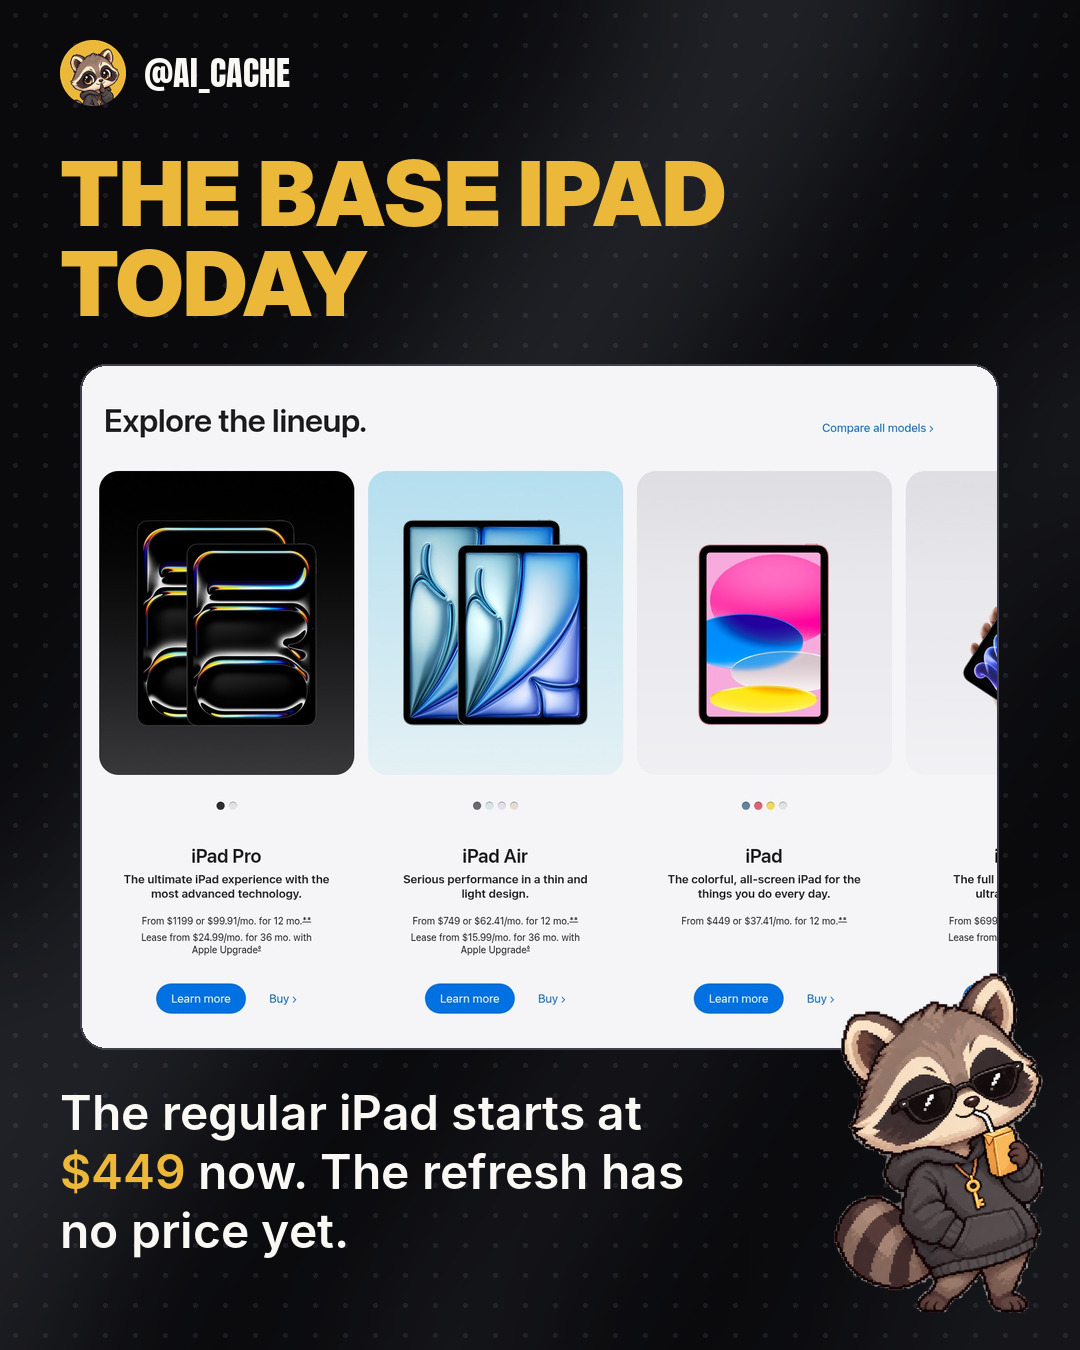 @AI_CACHE
THE BASE IPAD
TODAY
Explore the lineup.
Compare all models ›
iPad Pro
The ultimate iPad experience with the
most advanced technology.
From $1199 or $99.91/mo. for 12 mo.**
Lease from $24.99/mo. for 36 mo. with
Apple Upgrade±
Learn more
Buy ›
iPad Air
Serious performance in a thin and
light design.
From $749 or $62.41/mo. for 12 mo.**
Lease from $15.99/mo. for 36 mo. with
Apple Upgrade±
Learn more
Buy ›
iPad
The colorful, all-screen iPad for the
things you do every day.
From $449 or $37.41/mo. for 12 mo.**
Learn more
Buy ›
The full
From $699
Lease from
The regular iPad starts at
$449 now. The refresh has
no price yet.